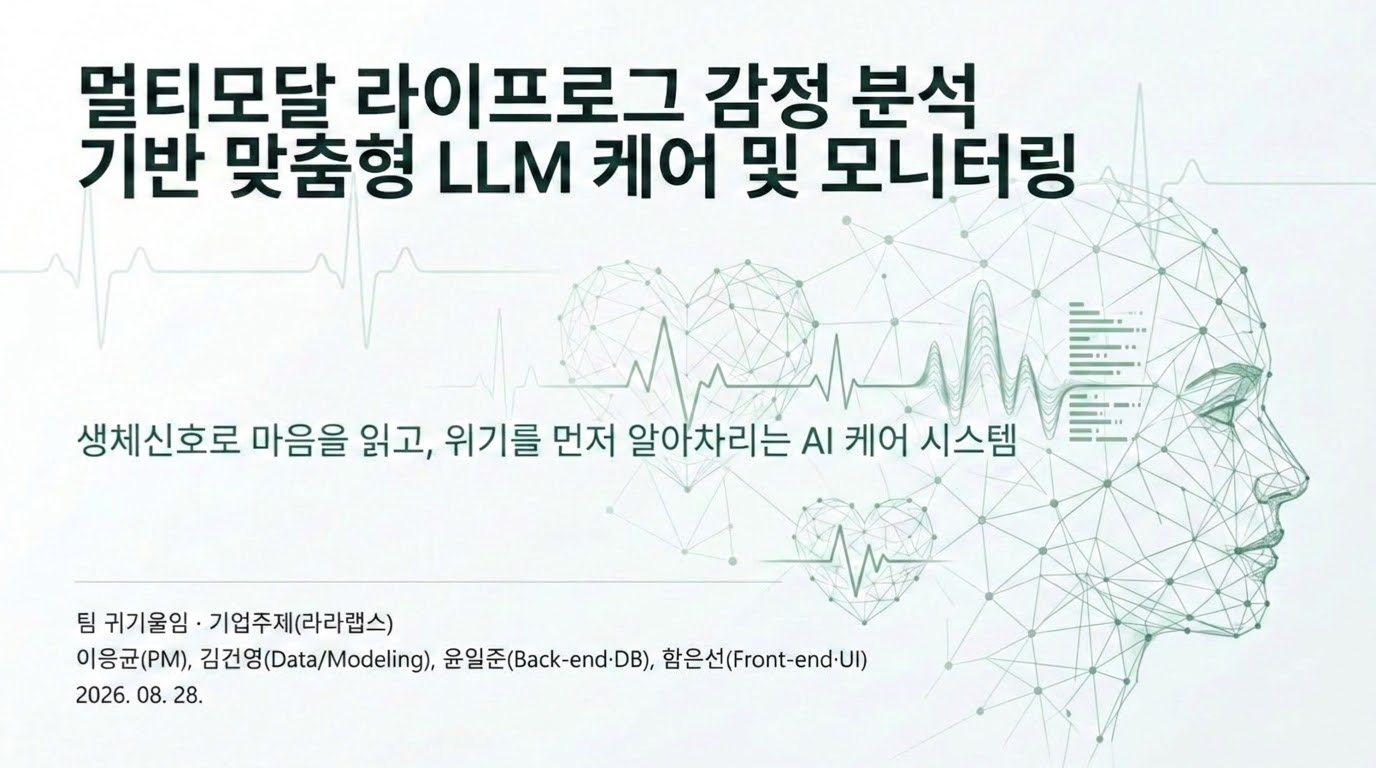 멀티모달 라이프로그 감정 분석
기반 맞춤형 LLM 케어 및 모니터링
생체신호로 마음을 읽고, 위기를 먼저 알아차리는 AI 케어 시스템
팀 귀기울임 · 기업주제(라라랩스)
이응균(PM), 김건영(Data/Modeling), 윤일준(Back-end·DB), 함은선(Front-end·UI)
2026. 08. 28.